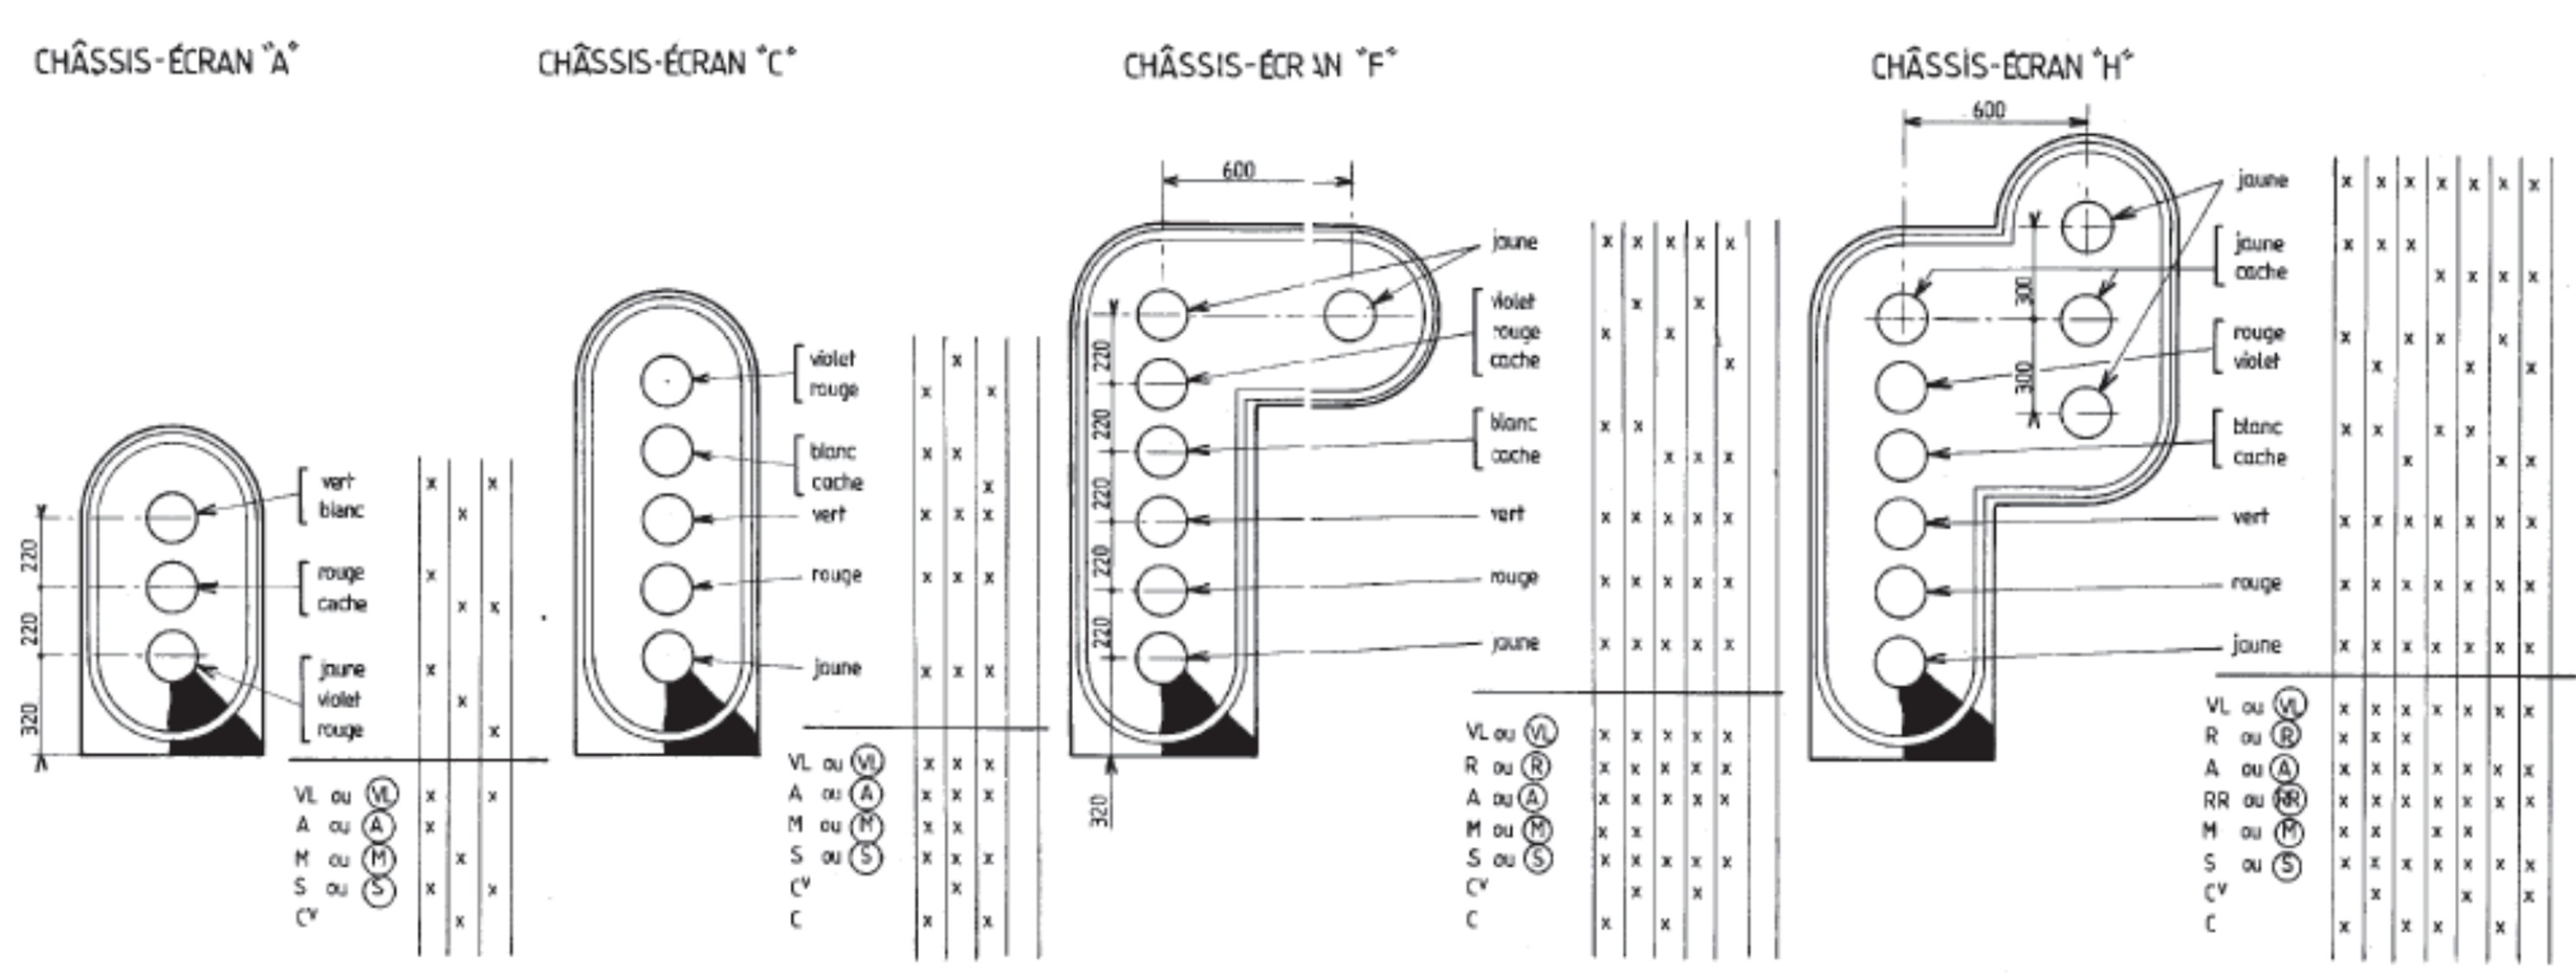 CHÂSSIS-ÉCRAN "A"
220
220
320
vert
blanc
rouge
cache
jaune
violet
rouge
x x
x
x
x x
x
x
x
VL ou VL x x
A ou A x
M ou M x
S ou S x x
Cᵛ x
CHÂSSIS-ÉCRAN "C"
violet x
rouge x x
blanc x x
cache x
vert x x x
rouge x x x
jaune x x x
VL ou VL x x x
A ou A x x x
M ou M x x
S ou S x x x
Cᵛ x
C x x
CHÂSSIS-ÉCRAN "F"
600
220
220
220
220
220
320
jaune x x x x x
violet x x
rouge x x
cache x
blanc x x
cache x x x
vert x x x x x
rouge x x x x x
jaune x x x x x
VL ou VL x x x x x
R ou R x x x x x
A ou A x x x x x
M ou M x x
S ou S x x x x x
Cᵛ x x
C x x
CHÂSSIS-ÉCRAN "H"
600
300
300
jaune x x x x x x x
jaune x x x
cache x x x x
rouge x x x x
violet x x x
blanc x x x x
cache x x x
vert x x x x x x x
rouge x x x x x x x
jaune x x x x x x x
VL ou VL x x x x x x x
R ou R x x x
A ou A x x x x x x x
RR ou RR x x x x x x x
M ou M x x x x
S ou S x x x x x x x
Cᵛ x x x
C x x x x